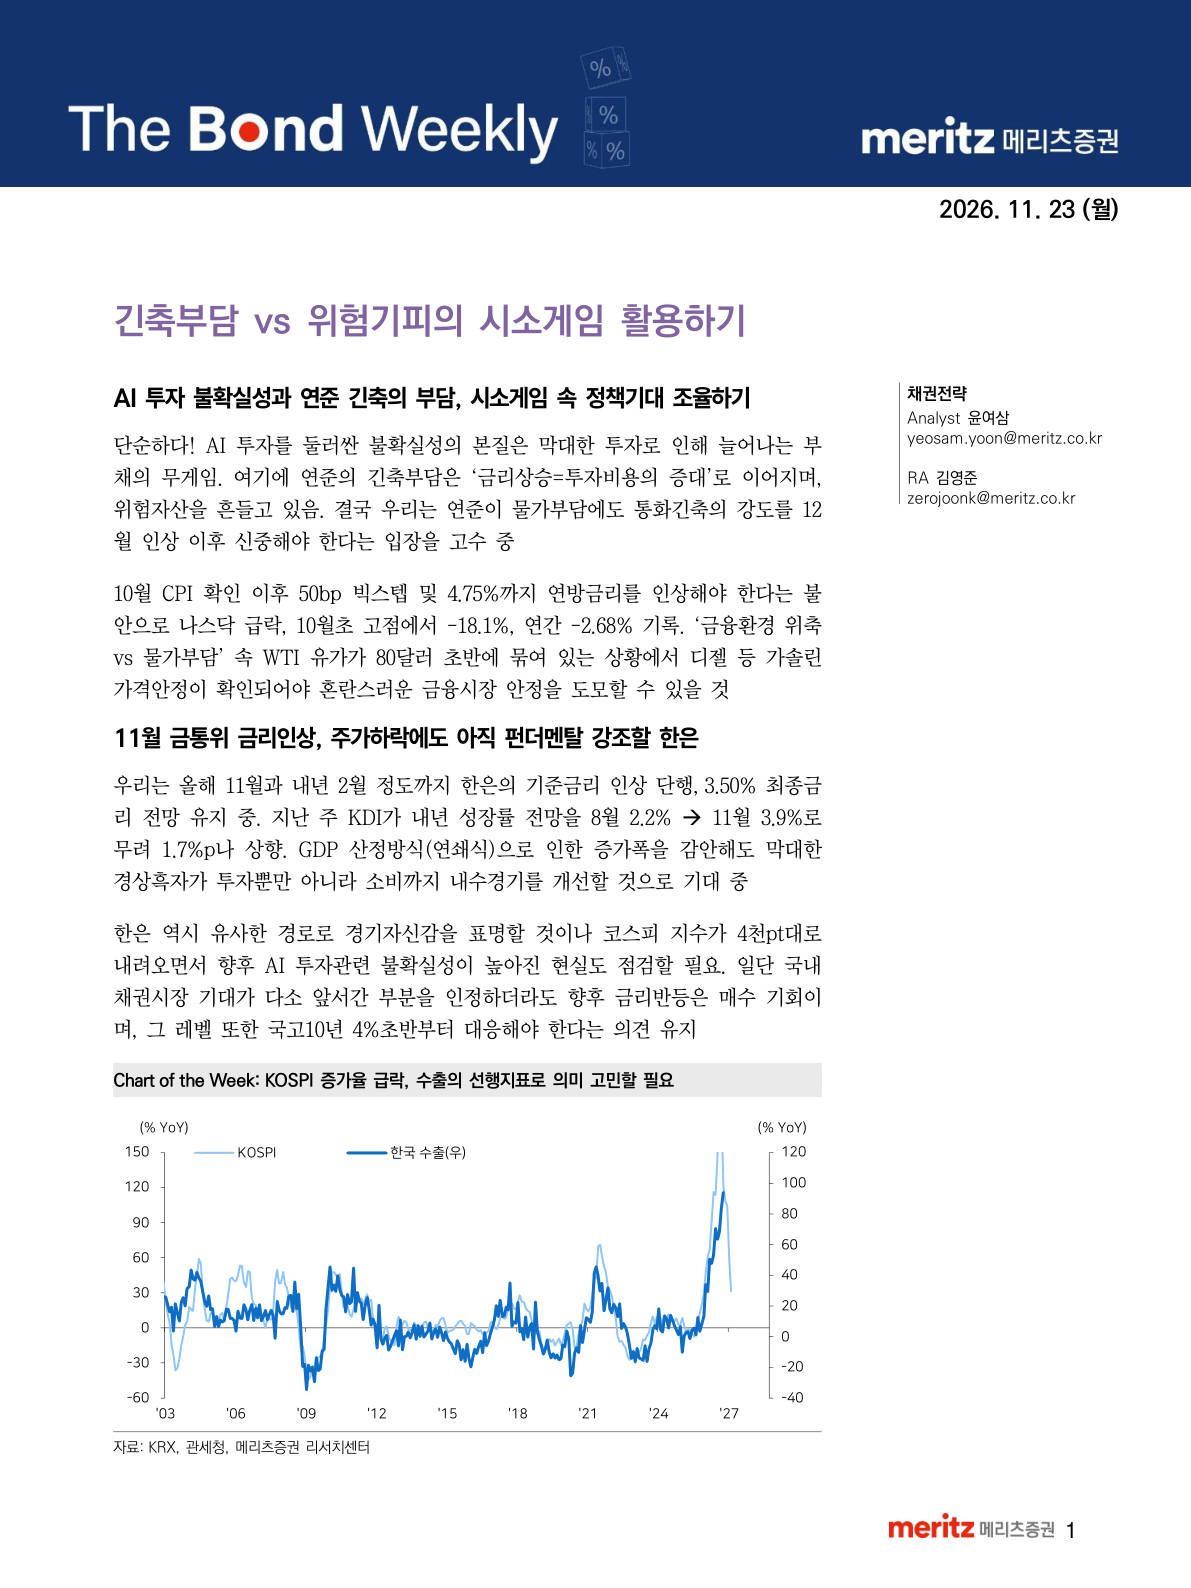 The Bond Weekly
% % % % %
meritz 메리츠증권
2026. 11. 23 (월)
긴축부담 vs 위험기피의 시소게임 활용하기
AI 투자 불확실성과 연준 긴축의 부담, 시소게임 속 정책기대 조율하기
단순하다! AI 투자를 둘러싼 불확실성의 본질은 막대한 투자로 인해 늘어나는 부
채의 무게임. 여기에 연준의 긴축부담은 ‘금리상승=투자비용의 증대’로 이어지며,
위험자산을 흔들고 있음. 결국 우리는 연준이 물가부담에도 통화긴축의 강도를 12
월 인상 이후 신중해야 한다는 입장을 고수 중
10월 CPI 확인 이후 50bp 빅스텝 및 4.75%까지 연방금리를 인상해야 한다는 불
안으로 나스닥 급락, 10월초 고점에서 -18.1%, 연간 -2.68% 기록. ‘금융환경 위축
vs 물가부담’ 속 WTI 유가가 80달러 초반에 묶여 있는 상황에서 디젤 등 가솔린
가격안정이 확인되어야 혼란스러운 금융시장 안정을 도모할 수 있을 것
11월 금통위 금리인상, 주가하락에도 아직 펀더멘탈 강조할 한은
우리는 올해 11월과 내년 2월 정도까지 한은의 기준금리 인상 단행, 3.50% 최종금
리 전망 유지 중. 지난 주 KDI가 내년 성장률 전망을 8월 2.2% → 11월 3.9%로
무려 1.7%p나 상향. GDP 산정방식(연쇄식)으로 인한 증가폭을 감안해도 막대한
경상흑자가 투자뿐만 아니라 소비까지 내수경기를 개선할 것으로 기대 중
한은 역시 유사한 경로로 경기자신감을 표명할 것이나 코스피 지수가 4천pt대로
내려오면서 향후 AI 투자관련 불확실성이 높아진 현실도 점검할 필요. 일단 국내
채권시장 기대가 다소 앞서간 부분을 인정하더라도 향후 금리반등은 매수 기회이
며, 그 레벨 또한 국고10년 4%초반부터 대응해야 한다는 의견 유지
채권전략
Analyst 윤여삼
yeosam.yoon@meritz.co.kr
RA 김영준
zerojoonk@meritz.co.kr
Chart of the Week: KOSPI 증가율 급락, 수출의 선행지표로 의미 고민할 필요
(% YoY) (% YoY)
KOSPI 한국 수출(우)
150
120
90
60
30
0
-30
-60
120
100
80
60
40
20
0
-20
-40
'03 '06 '09 '12 '15 '18 '21 '24 '27
자료: KRX, 관세청, 메리츠증권 리서치센터
meritz 메리츠증권 1